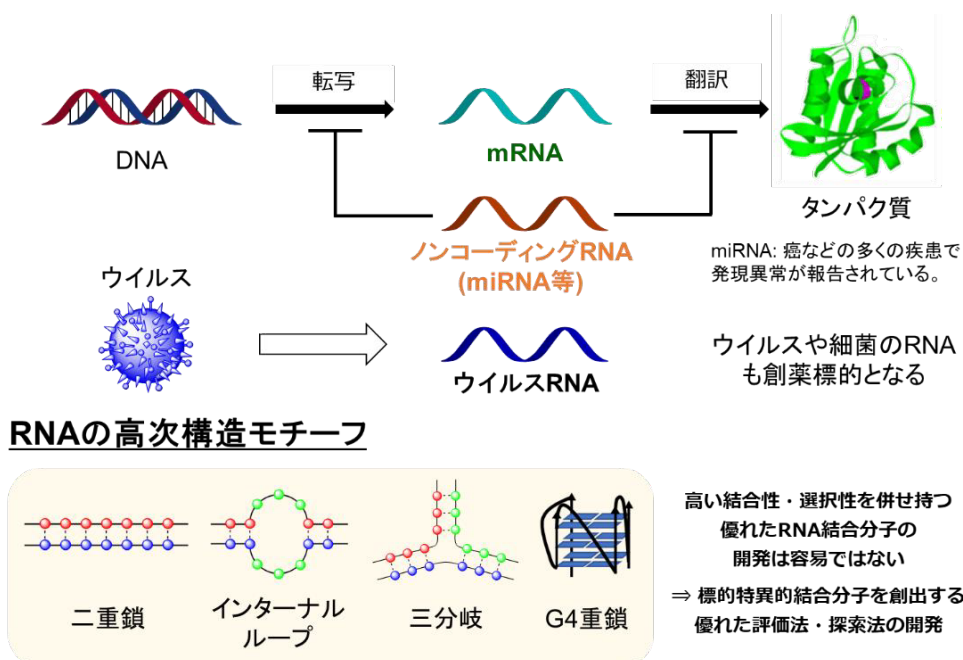 転写
翻訳
DNA
mRNA
タンパク質
ノンコーディングRNA
(miRNA等)
miRNA: 癌などの多くの疾患で
発現異常が報告されている。
ウイルス
ウイルスRNA
ウイルスや細菌のRNA
も創薬標的となる
RNAの高次構造モチーフ
二重鎖
インターナル
ループ
三分岐
G4重鎖
高い結合性・選択性を併せ持つ
優れたRNA結合分子の
開発は容易ではない
⇒ 標的特異的結合分子を創出する
優れた評価法・探索法の開発